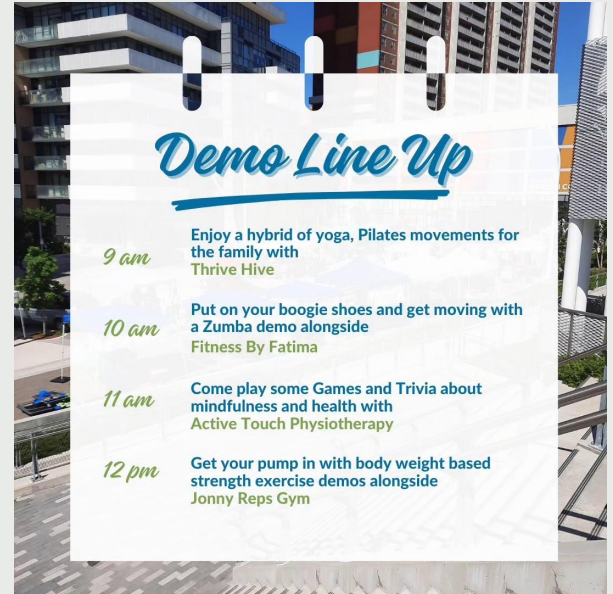 Demo Line Up
9 am
Enjoy a hybrid of yoga, Pilates movements for
the family with
Thrive Hive
10 am
Put on your boogie shoes and get moving with
a Zumba demo alongside
Fitness By Fatima
11 am
Come play some Games and Trivia about
mindfulness and health with
Active Touch Physiotherapy
12 pm
Get your pump in with body weight based
strength exercise demos alongside
Jonny Reps Gym